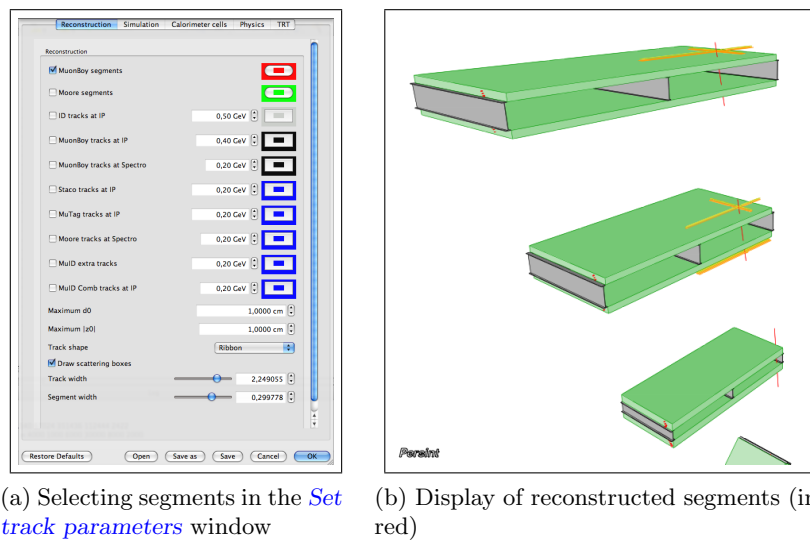 Reconstruction Simulation Calorimeter cells Physics TRT
Reconstruction
MuonBoy segments
Moore segments
ID tracks at IP 0,50 GeV
MuonBoy tracks at IP 0,40 GeV
MuonBoy tracks at Spectro 0,20 GeV
Staco tracks at IP 0,20 GeV
MuTag tracks at IP 0,20 GeV
Moore tracks at Spectro 0,20 GeV
MuID extra tracks 0,20 GeV
MuID Comb tracks at IP 0,20 GeV
Maximum d0 1,0000 cm
Maximum |z0| 1,0000 cm
Track shape Ribbon
Draw scattering boxes
Track width 2,249055
Segment width 0,299778
Restore Defaults Open Save as Save Cancel OK
Persint
(a) Selecting segments in the Set
track parameters window
(b) Display of reconstructed segments (in
red)